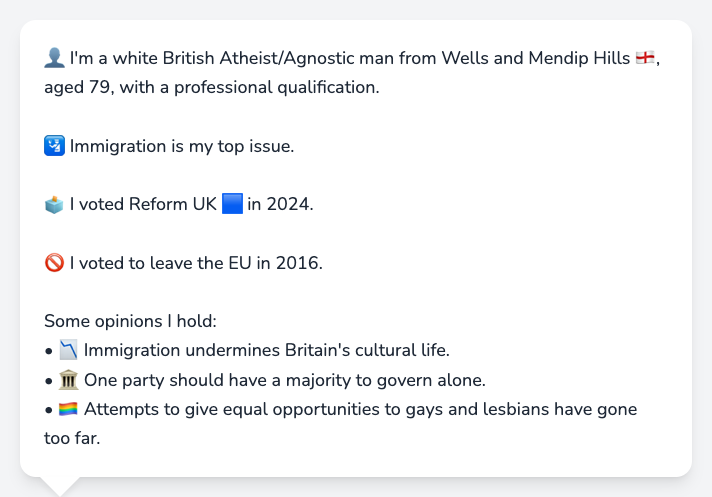 👤 I'm a white British Atheist/Agnostic man from Wells and Mendip Hills 🏴󠁧󠁢󠁥󠁮󠁧󠁿,
aged 79, with a professional qualification.
🛂 Immigration is my top issue.
🗳️ I voted Reform UK 🟦 in 2024.
🚫 I voted to leave the EU in 2016.
Some opinions I hold:
• 📉 Immigration undermines Britain's cultural life.
• 🏛️ One party should have a majority to govern alone.
• 🏳️‍🌈 Attempts to give equal opportunities to gays and lesbians have gone
too far.